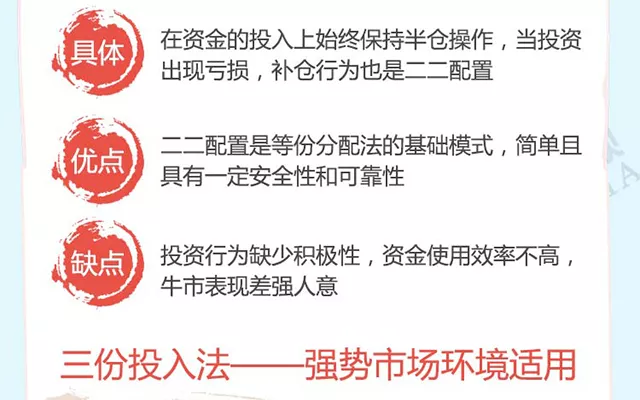 具体
在资金的投入上始终保持半仓操作，当投资
出现亏损，补仓行为也是二二配置
优点
二二配置是等份分配法的基础模式，简单且
具有一定安全性和可靠性
缺点
投资行为缺少积极性，资金使用效率不高，
牛市表现差强人意
三份投入法——强势市场环境适用